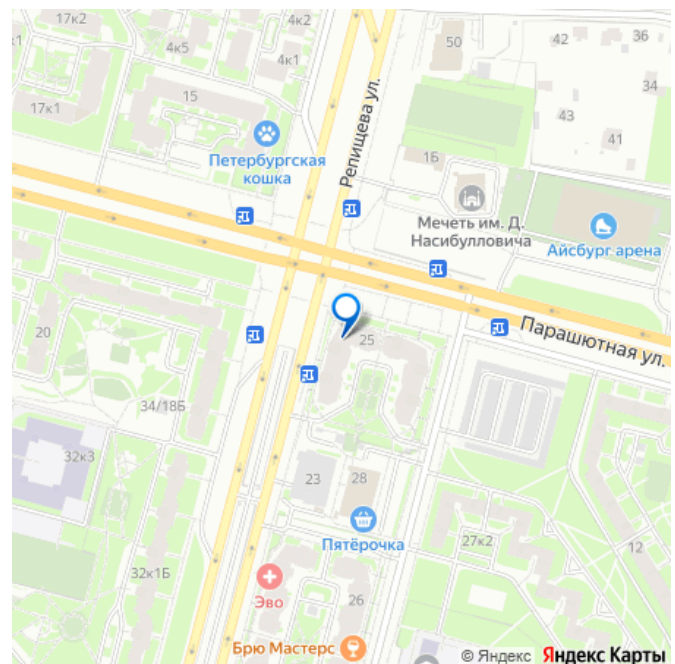 17к2
4к2
4к5
4к1
50
42
36
34
43
41
15
17к1
Репищева ул.
Петербургская
кошка
1Б
Мечеть им. Д.
Насибулловича
Айсбург арена
Парашютная ул.
20
25
34/18Б
32к3
23
28
Пятёрочка
27к2
12
32к1Б
Эво
26
Брю Мастерс
© Яндекс Яндекс Карты